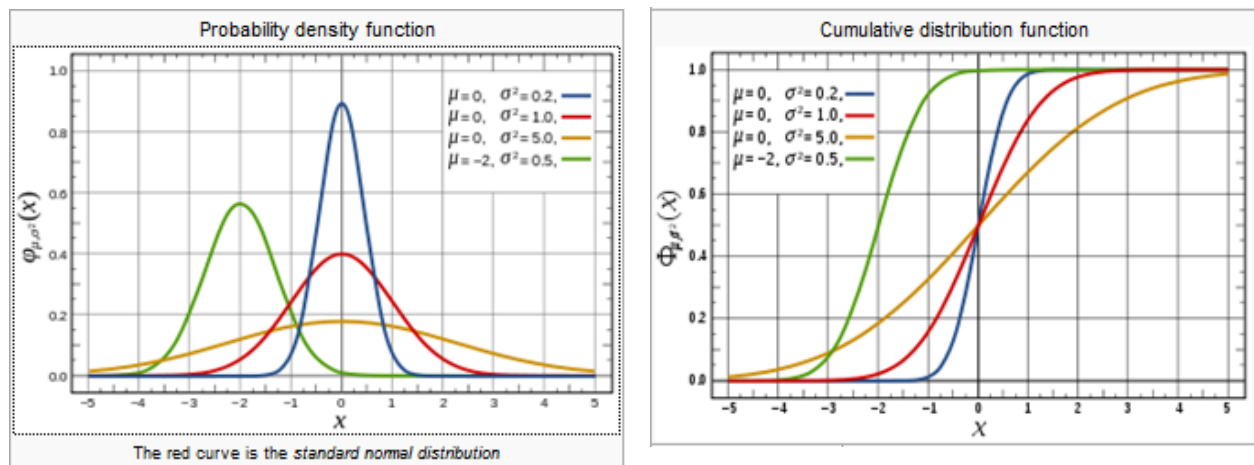 Probability density function
1.0
0.8
0.6
0.4
0.2
0.0
φμ,σ²(x)
μ=0, σ²=0.2,
μ=0, σ²=1.0,
μ=0, σ²=5.0,
μ=−2, σ²=0.5,
−5 −4 −3 −2 −1 0 1 2 3 4 5
x
The red curve is the standard normal distribution
Cumulative distribution function
1.0
0.8
0.6
0.4
0.2
0.0
Φμ,σ²(x)
μ=0, σ²=0.2,
μ=0, σ²=1.0,
μ=0, σ²=5.0,
μ=−2, σ²=0.5,
−5 −4 −3 −2 −1 0 1 2 3 4 5
x